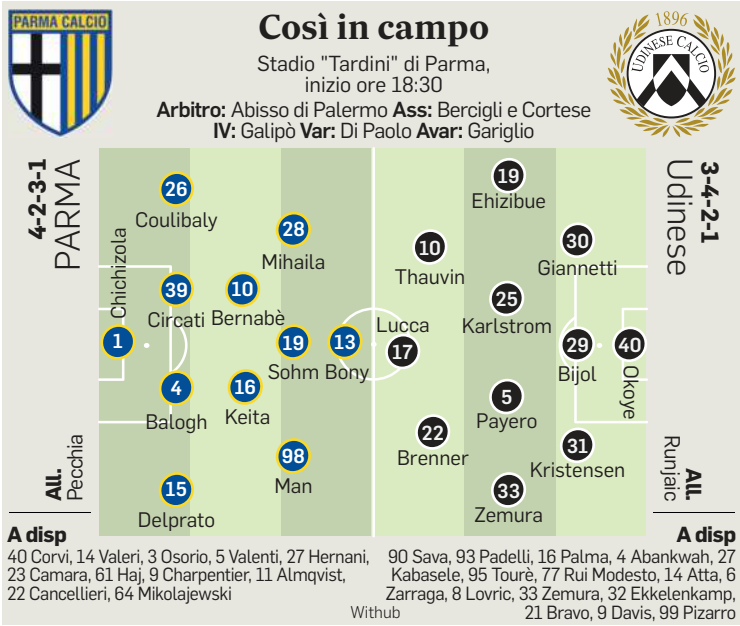 PARMA CALCIO
Così in campo
1896
UDINESE CALCIO
Stadio "Tardini" di Parma,
inizio ore 18:30
Arbitro: Abisso di Palermo Ass: Bercigli e Cortese
IV: Galipò Var: Di Paolo Avar: Gariglio
4-2-3-1
PARMA
3-4-2-1
Udinese
1
Chichizola
26
Coulibaly
39
Circati
4
Balogh
15
Delprato
10
Bernabè
16
Keita
28
Mihaila
19
Sohm
98
Man
13
Bony
Lucca
17
10
Thauvin
22
Brenner
19
Ehizibue
25
Karlstrom
5
Payero
33
Zemura
30
Giannetti
29
Bijol
31
Kristensen
40
Okoye
All.
Pecchia
All.
Runjaic
A disp
40 Corvi, 14 Valeri, 3 Osorio, 5 Valenti, 27 Hernani,
23 Camara, 61 Haj, 9 Charpentier, 11 Almqvist,
22 Cancellieri, 64 Mikolajewski
A disp
90 Sava, 93 Padelli, 16 Palma, 4 Abankwah, 27
Kabasele, 95 Tourè, 77 Rui Modesto, 14 Atta, 6
Zarraga, 8 Lovric, 33 Zemura, 32 Ekkelenkamp,
21 Bravo, 9 Davis, 99 Pizarro
Withub